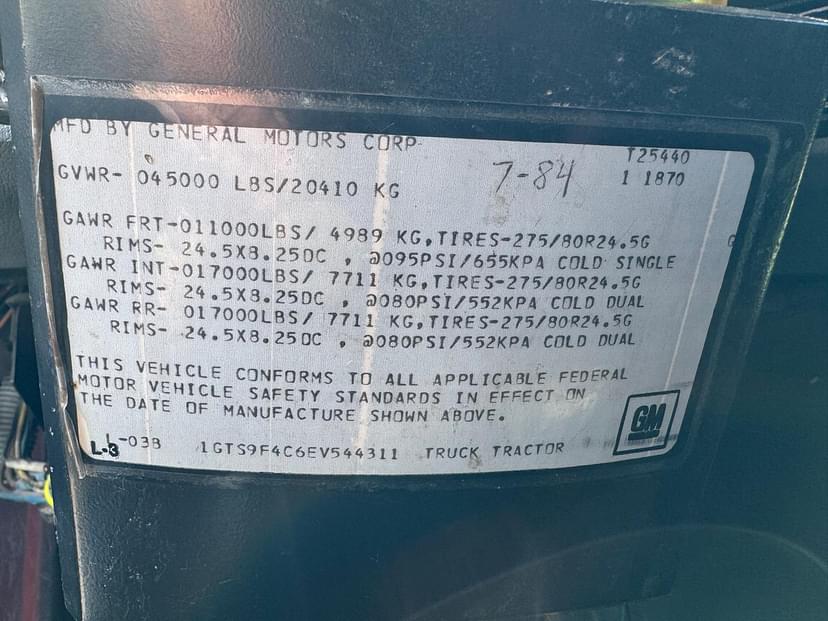 MFD BY GENERAL MOTORS CORP
T25440
GVWR- 045000 LBS/20410 KG
7-84
1 1870
GAWR FRT-011000LBS/ 4989 KG,TIRES-275/80R24.5G
RIMS- 24.5X8.25DC , @095PSI/655KPA COLD SINGLE
GAWR INT-017000LBS/ 7711 KG,TIRES-275/80R24.5G
RIMS- 24.5X8.25DC , @080PSI/552KPA COLD DUAL
GAWR RR- 017000LBS/ 7711 KG,TIRES-275/80R24.5G
RIMS- 24.5X8.25DC , @080PSI/552KPA COLD DUAL
THIS VEHICLE CONFORMS TO ALL APPLICABLE FEDERAL
MOTOR VEHICLE SAFETY STANDARDS IN EFFECT ON
THE DATE OF MANUFACTURE SHOWN ABOVE.
GM
L-3
-038
1GTS9F4C6EV544311 TRUCK TRACTOR